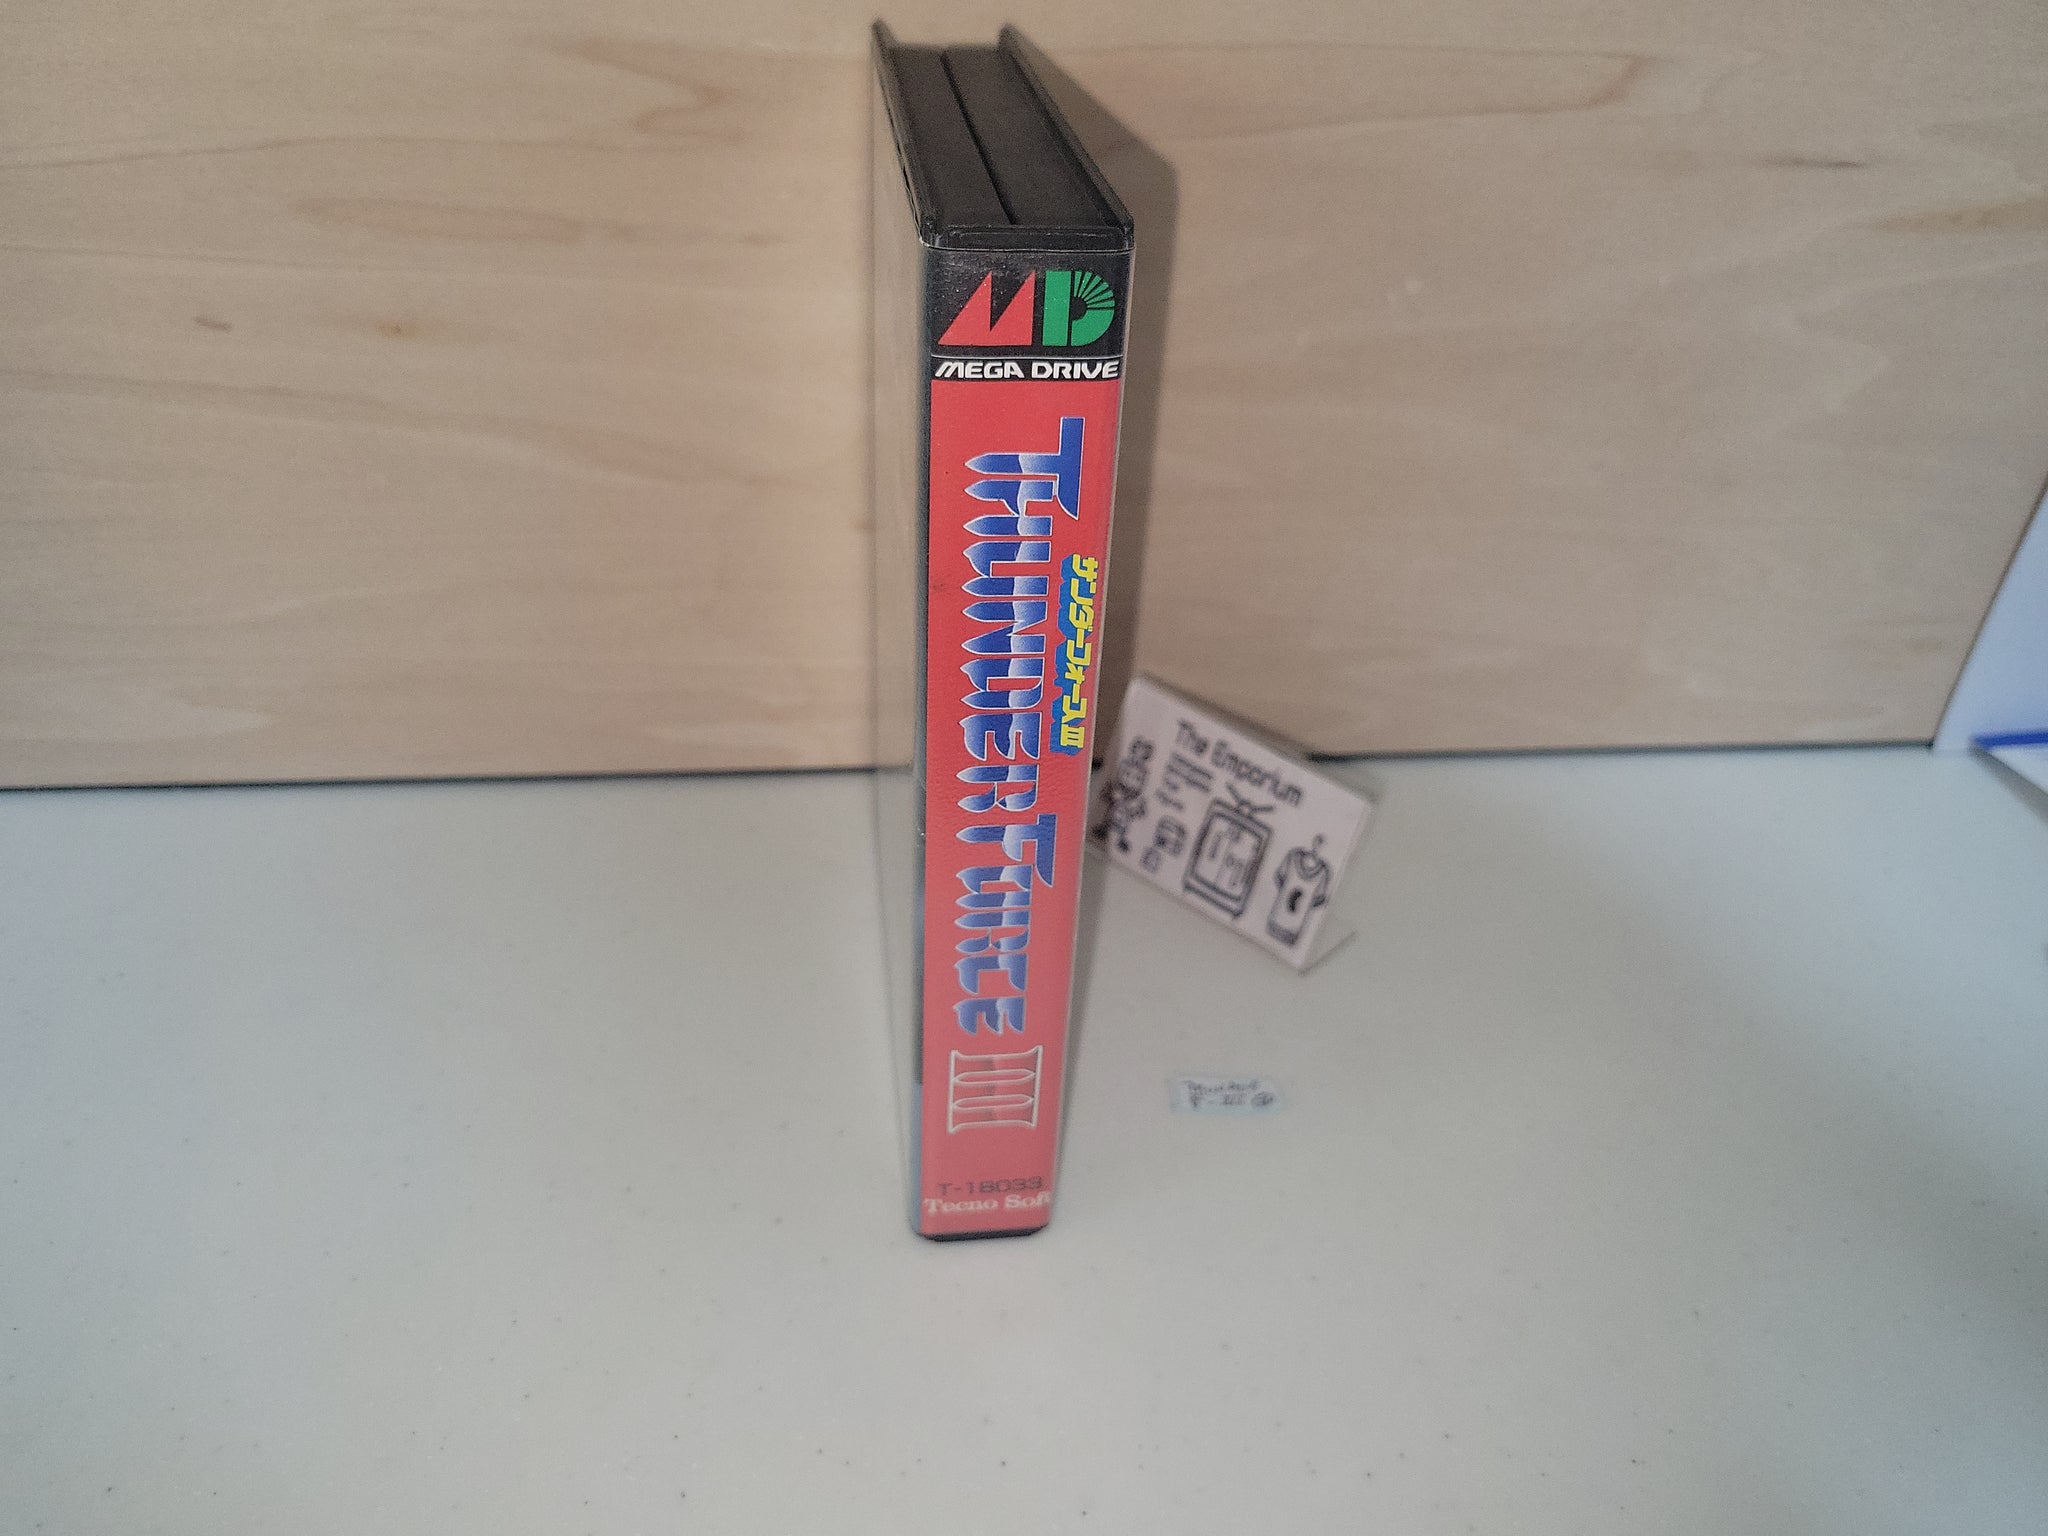 MD
MEGA DRIVE
サンダーフォースIII
THUNDER FORCE III
T-18033
Tecno Soft
The Emporium